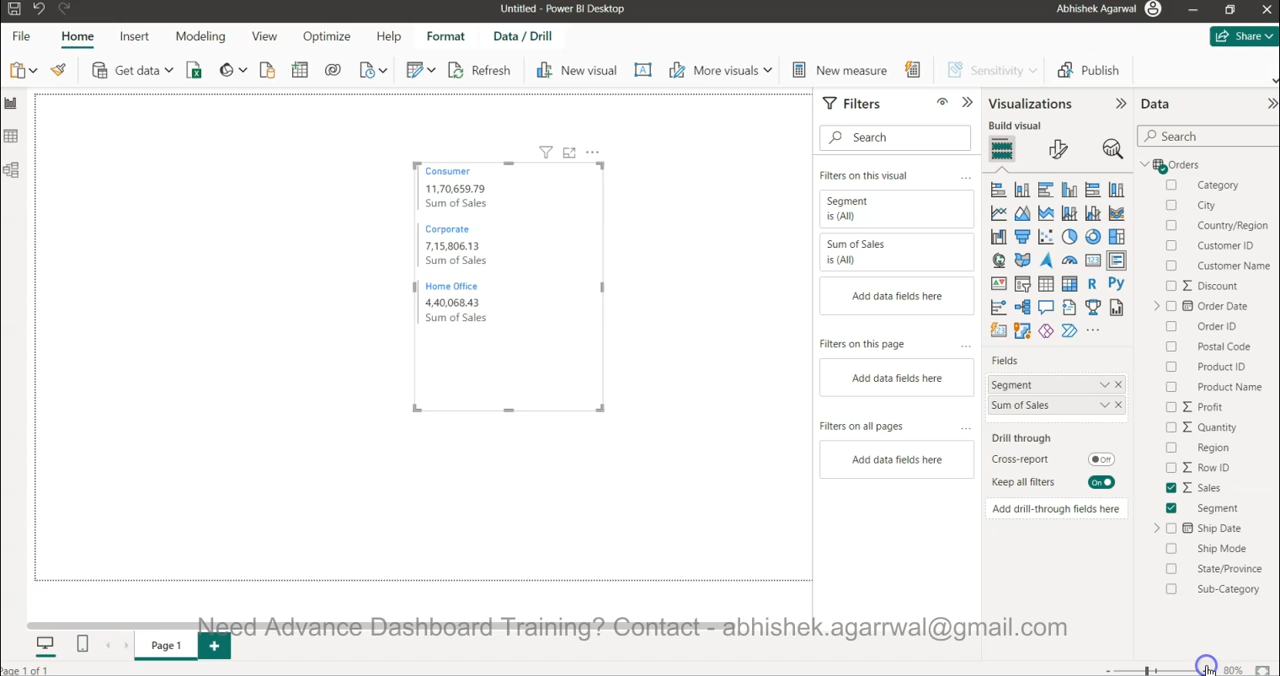 Untitled - Power BI Desktop
Abhishek Agarwal
File Home Insert Modeling View Optimize Help Format Data / Drill
Share
Get data Refresh New visual More visuals New measure Sensitivity Publish
Consumer
11,70,659.79
Sum of Sales
Corporate
7,15,806.13
Sum of Sales
Home Office
4,40,068.43
Sum of Sales
Filters
Search
Filters on this visual ...
Segment
is (All)
Sum of Sales
is (All)
Add data fields here
Filters on this page ...
Add data fields here
Filters on all pages ...
Add data fields here
Visualizations
Build visual
R Py
...
Fields
Segment
Sum of Sales
Drill through
Cross-report Off
Keep all filters On
Add drill-through fields here
Data
Search
Orders
Category
City
Country/Region
Customer ID
Customer Name
Discount
Order Date
Order ID
Postal Code
Product ID
Product Name
Profit
Quantity
Region
Row ID
Sales
Segment
Ship Date
Ship Mode
State/Province
Sub-Category
Need Advance Dashboard Training? Contact - abhishek.agarrwal@gmail.com
Page 1
Page 1 of 1
80%